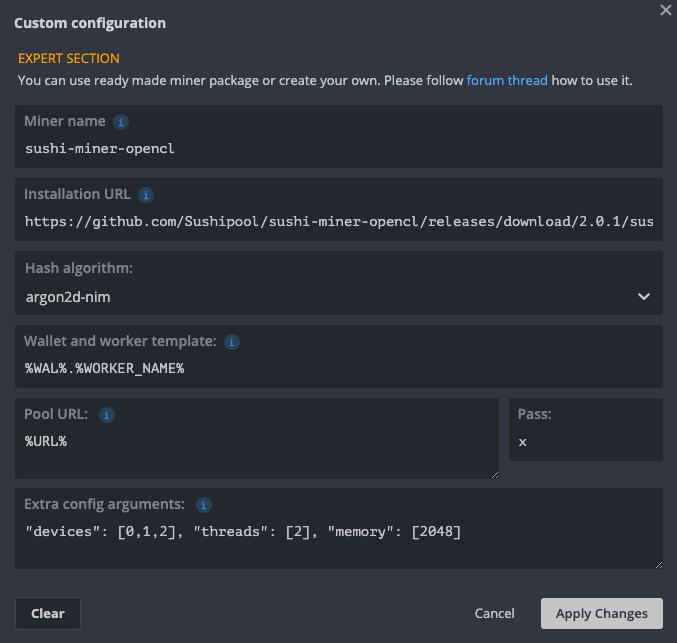 Custom configuration
EXPERT SECTION
You can use ready made miner package or create your own. Please follow forum thread how to use it.
Miner name
sushi-miner-opencl
Installation URL
https://github.com/Sushipool/sushi-miner-opencl/releases/download/2.0.1/sus
Hash algorithm:
argon2d-nim
Wallet and worker template:
%WAL%.%WORKER_NAME%
Pool URL:
Pass:
%URL%
x
Extra config arguments:
"devices": [0,1,2], "threads": [2], "memory": [2048]
Clear
Cancel
Apply Changes